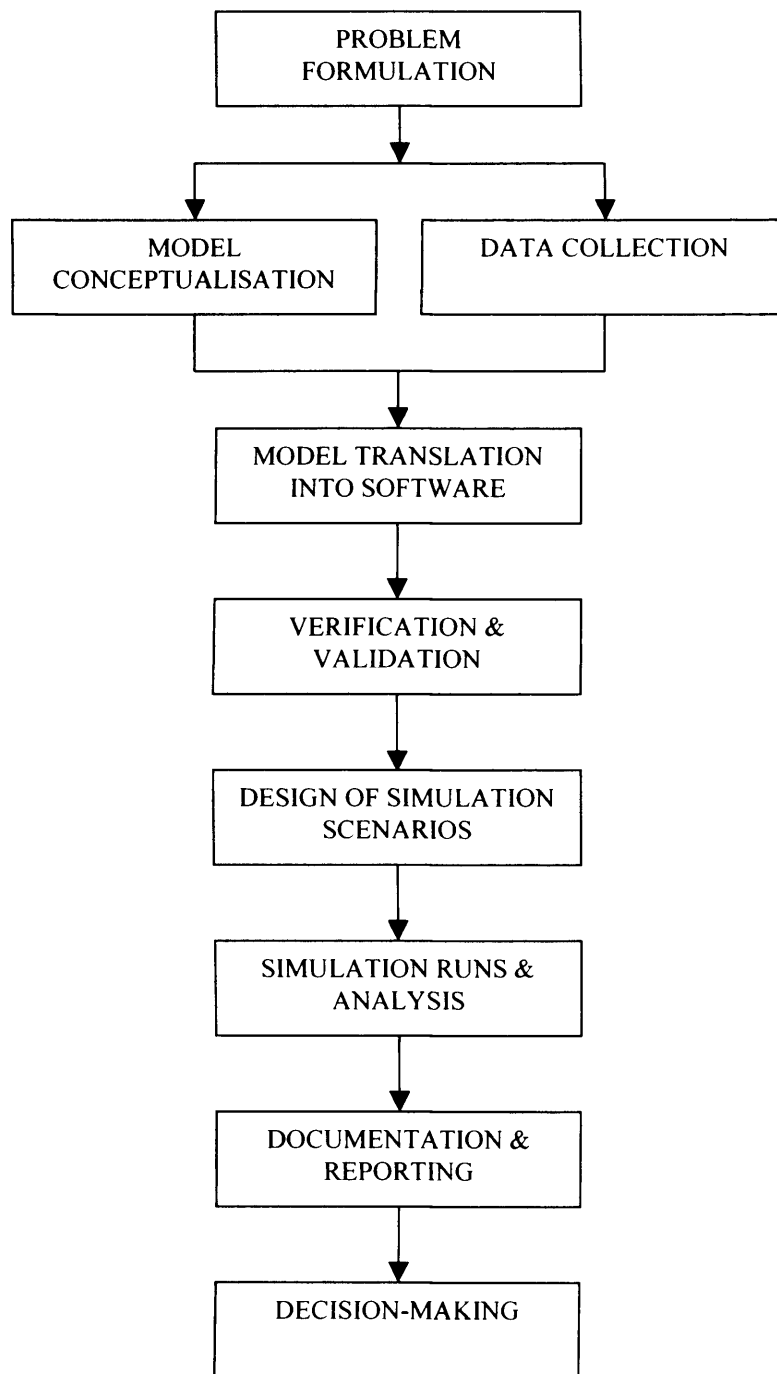 PROBLEM
FORMULATION
MODEL
CONCEPTUALISATION
DATA COLLECTION
MODEL TRANSLATION
INTO SOFTWARE
VERIFICATION &
VALIDATION
DESIGN OF SIMULATION
SCENARIOS
SIMULATION RUNS &
ANALYSIS
DOCUMENTATION &
REPORTING
DECISION-MAKING